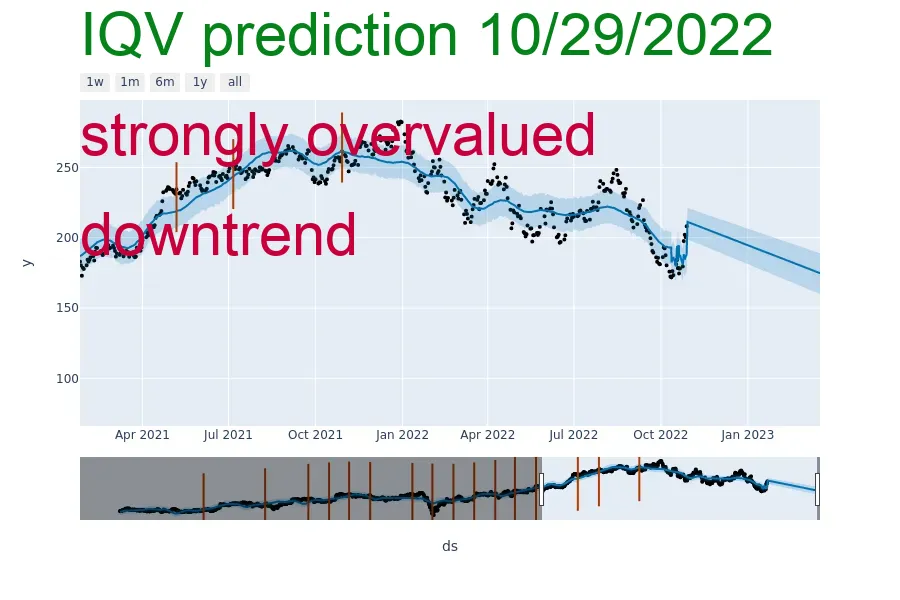 IQV prediction 10/29/2022
1w 1m 6m 1y all
strongly overvalued
250
200
downtrend
y
150
100
Apr 2021 Jul 2021 Oct 2021 Jan 2022 Apr 2022 Jul 2022 Oct 2022 Jan 2023
ds